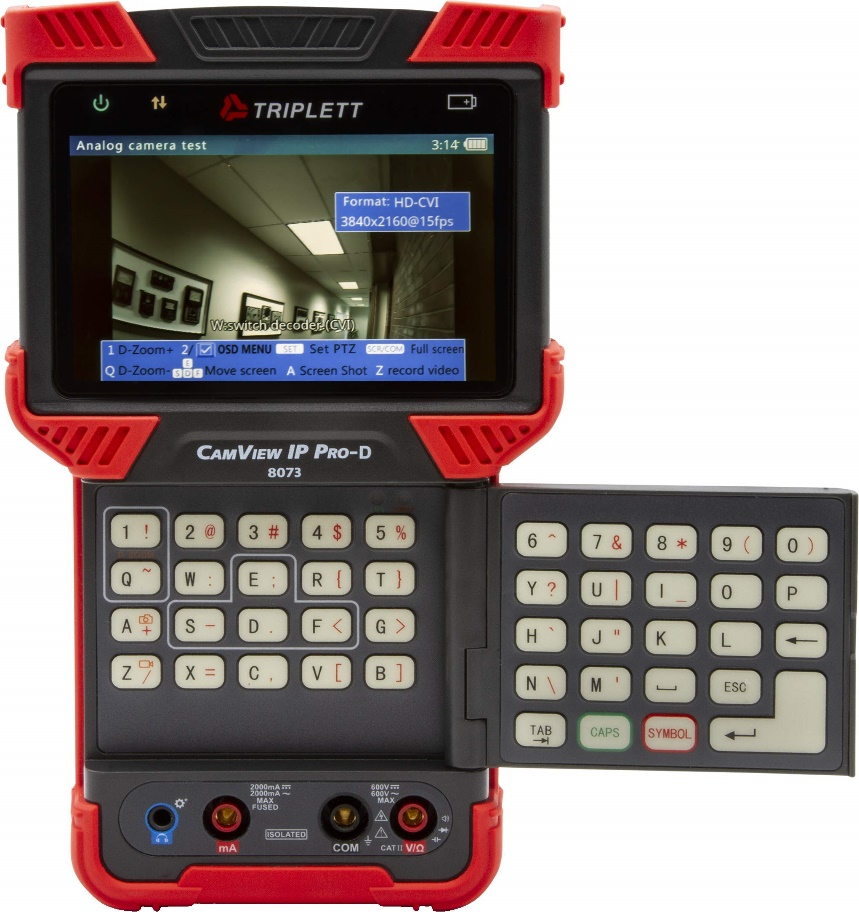 TRIPLETT
Analog camera test 3:14
Format: HD-CVI
3840x2160@15fps
W:switch decoder (CVI)
1 D-Zoom+ 2/ OSD MENU SET Set PTZ SCR/COM Full screen
Q D-Zoom- E S D F Move screen A Screen Shot Z record video
CAMVIEW IP PRO-D
8073
1 ! 2 @ 3 # 4 $ 5 %
Q ~ W : E ; R { T }
A + S - D . F < G >
Z / X = C , V [ B ]
6 ^ 7 & 8 * 9 ( 0 )
Y ? U | I _ O P
H ` J " K L
N \ M ' ESC
TAB CAPS SYMBOL
2000mA
2000mA ~
MAX
FUSED
mA
ISOLATED
COM
600V
600V ~
MAX
CAT II V/Ω